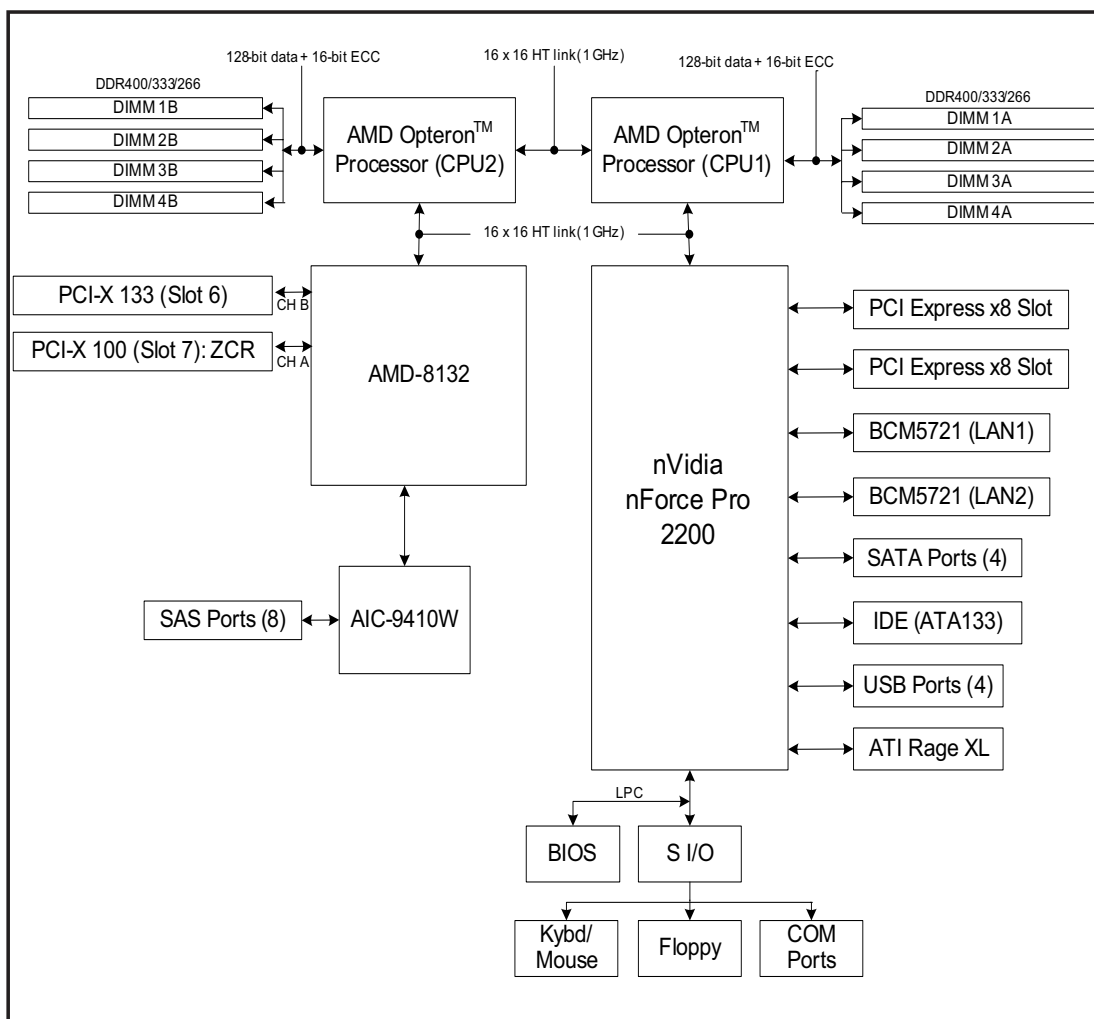 128-bit data + 16-bit ECC
16 x 16 HT link (1 GHz)
128-bit data + 16-bit ECC
DDR400/333/266
DIMM 1B
DIMM 2B
DIMM 3B
DIMM 4B
AMD Opteron™
Processor (CPU2)
AMD Opteron™
Processor (CPU1)
DDR400/333/266
DIMM 1A
DIMM 2A
DIMM 3A
DIMM 4A
16 x 16 HT link (1 GHz)
PCI-X 133 (Slot 6)
CH B
PCI-X 100 (Slot 7): ZCR
CH A
AMD-8132
nVidia
nForce Pro
2200
PCI Express x8 Slot
PCI Express x8 Slot
BCM5721 (LAN1)
BCM5721 (LAN2)
SATA Ports (4)
IDE (ATA133)
USB Ports (4)
ATI Rage XL
SAS Ports (8)
AIC-9410W
LPC
BIOS
S I/O
Kybd/
Mouse
Floppy
COM
Ports